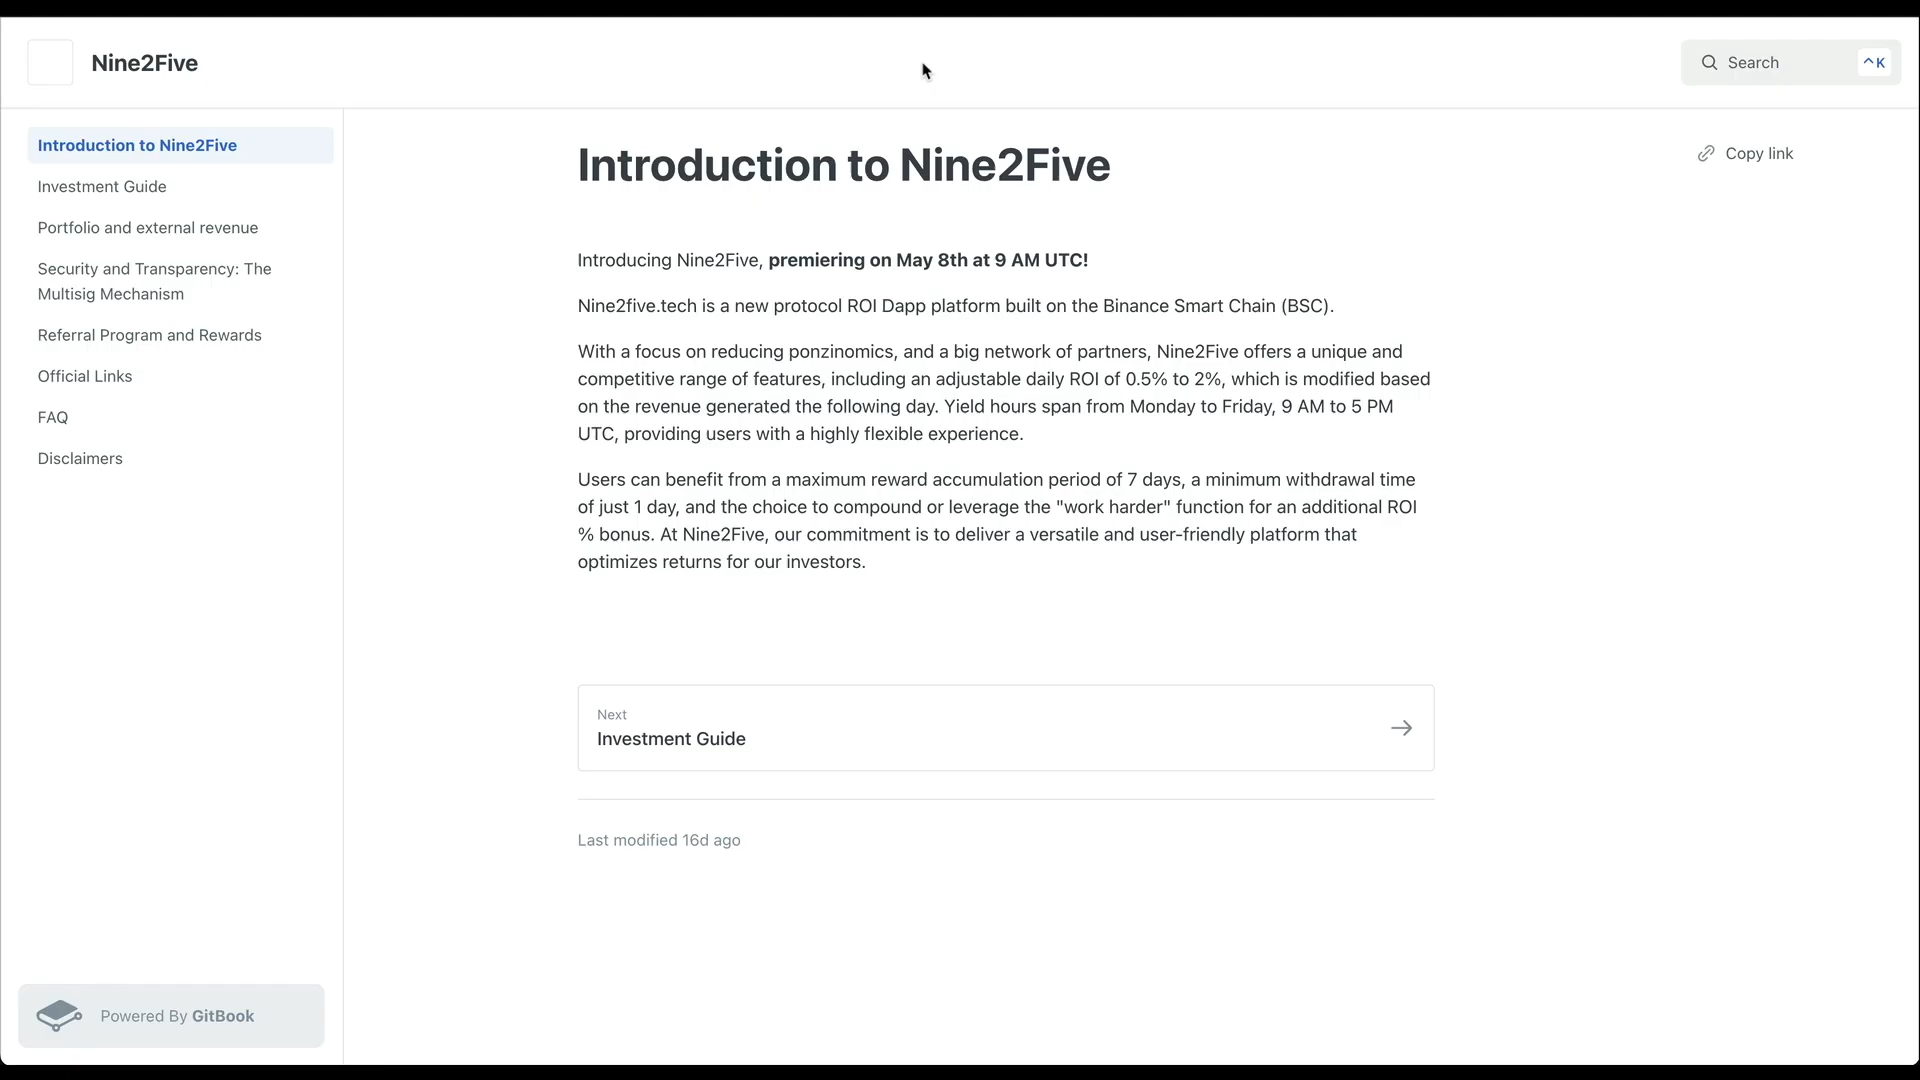 Nine2Five
Search
^ K
Introduction to Nine2Five
Investment Guide
Portfolio and external revenue
Security and Transparency: The
Multisig Mechanism
Referral Program and Rewards
Official Links
FAQ
Disclaimers
Powered By GitBook
Introduction to Nine2Five
Copy link
Introducing Nine2Five, premiering on May 8th at 9 AM UTC!
Nine2five.tech is a new protocol ROI Dapp platform built on the Binance Smart Chain (BSC).
With a focus on reducing ponzinomics, and a big network of partners, Nine2Five offers a unique and
competitive range of features, including an adjustable daily ROI of 0.5% to 2%, which is modified based
on the revenue generated the following day. Yield hours span from Monday to Friday, 9 AM to 5 PM
UTC, providing users with a highly flexible experience.
Users can benefit from a maximum reward accumulation period of 7 days, a minimum withdrawal time
of just 1 day, and the choice to compound or leverage the "work harder" function for an additional ROI
% bonus. At Nine2Five, our commitment is to deliver a versatile and user-friendly platform that
optimizes returns for our investors.
Next
Investment Guide
Last modified 16d ago